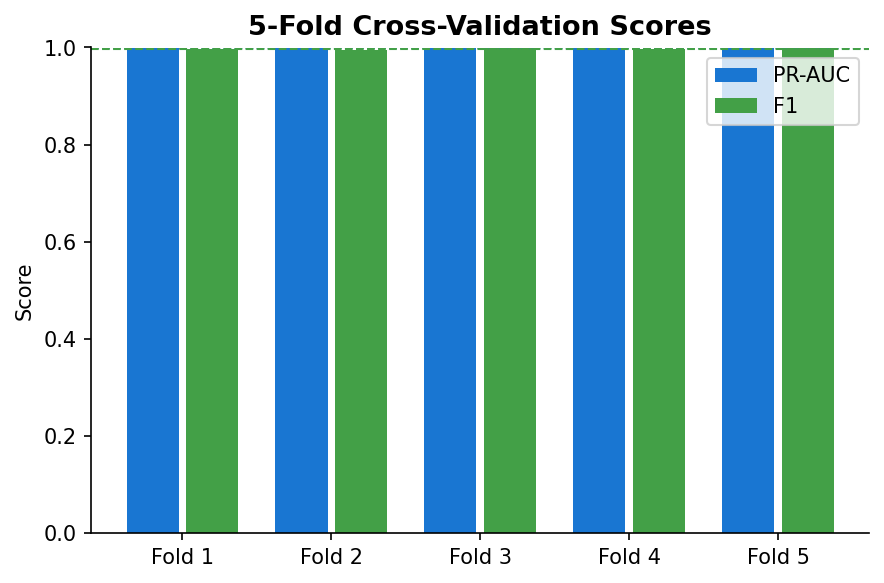 5-Fold Cross-Validation Scores
1.0
0.8
0.6
0.4
0.2
0.0
Score
PR-AUC
F1
Fold 1 Fold 2 Fold 3 Fold 4 Fold 5